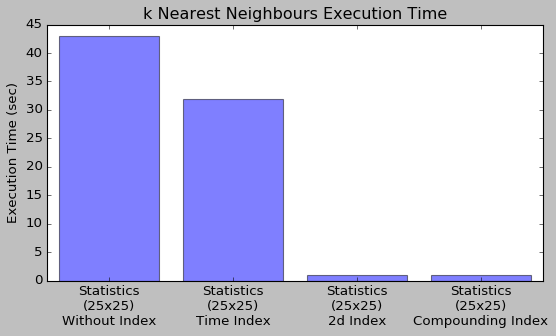 k Nearest Neighbours Execution Time
Execution Time (sec)
45
40
35
30
25
20
15
10
5
0
Statistics
(25x25)
Without Index
Statistics
(25x25)
Time Index
Statistics
(25x25)
2d Index
Statistics
(25x25)
Compounding Index